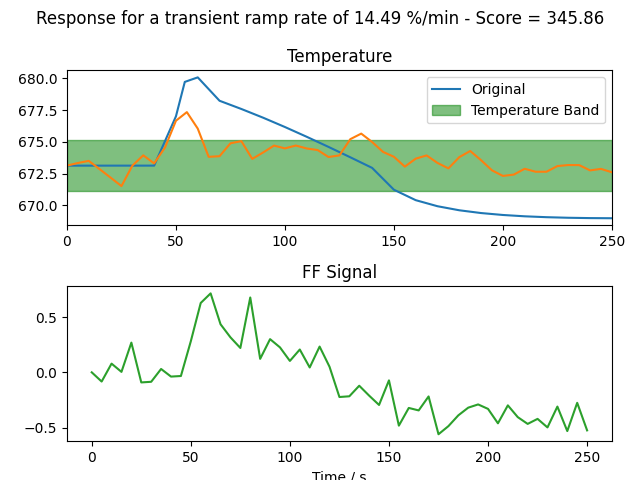 Response for a transient ramp rate of 14.49 %/min - Score = 345.86
Temperature
680.0
677.5
675.0
672.5
670.0
Original
Temperature Band
0 50 100 150 200 250
FF Signal
0.5
0.0
−0.5
0 50 100 150 200 250
Time / s